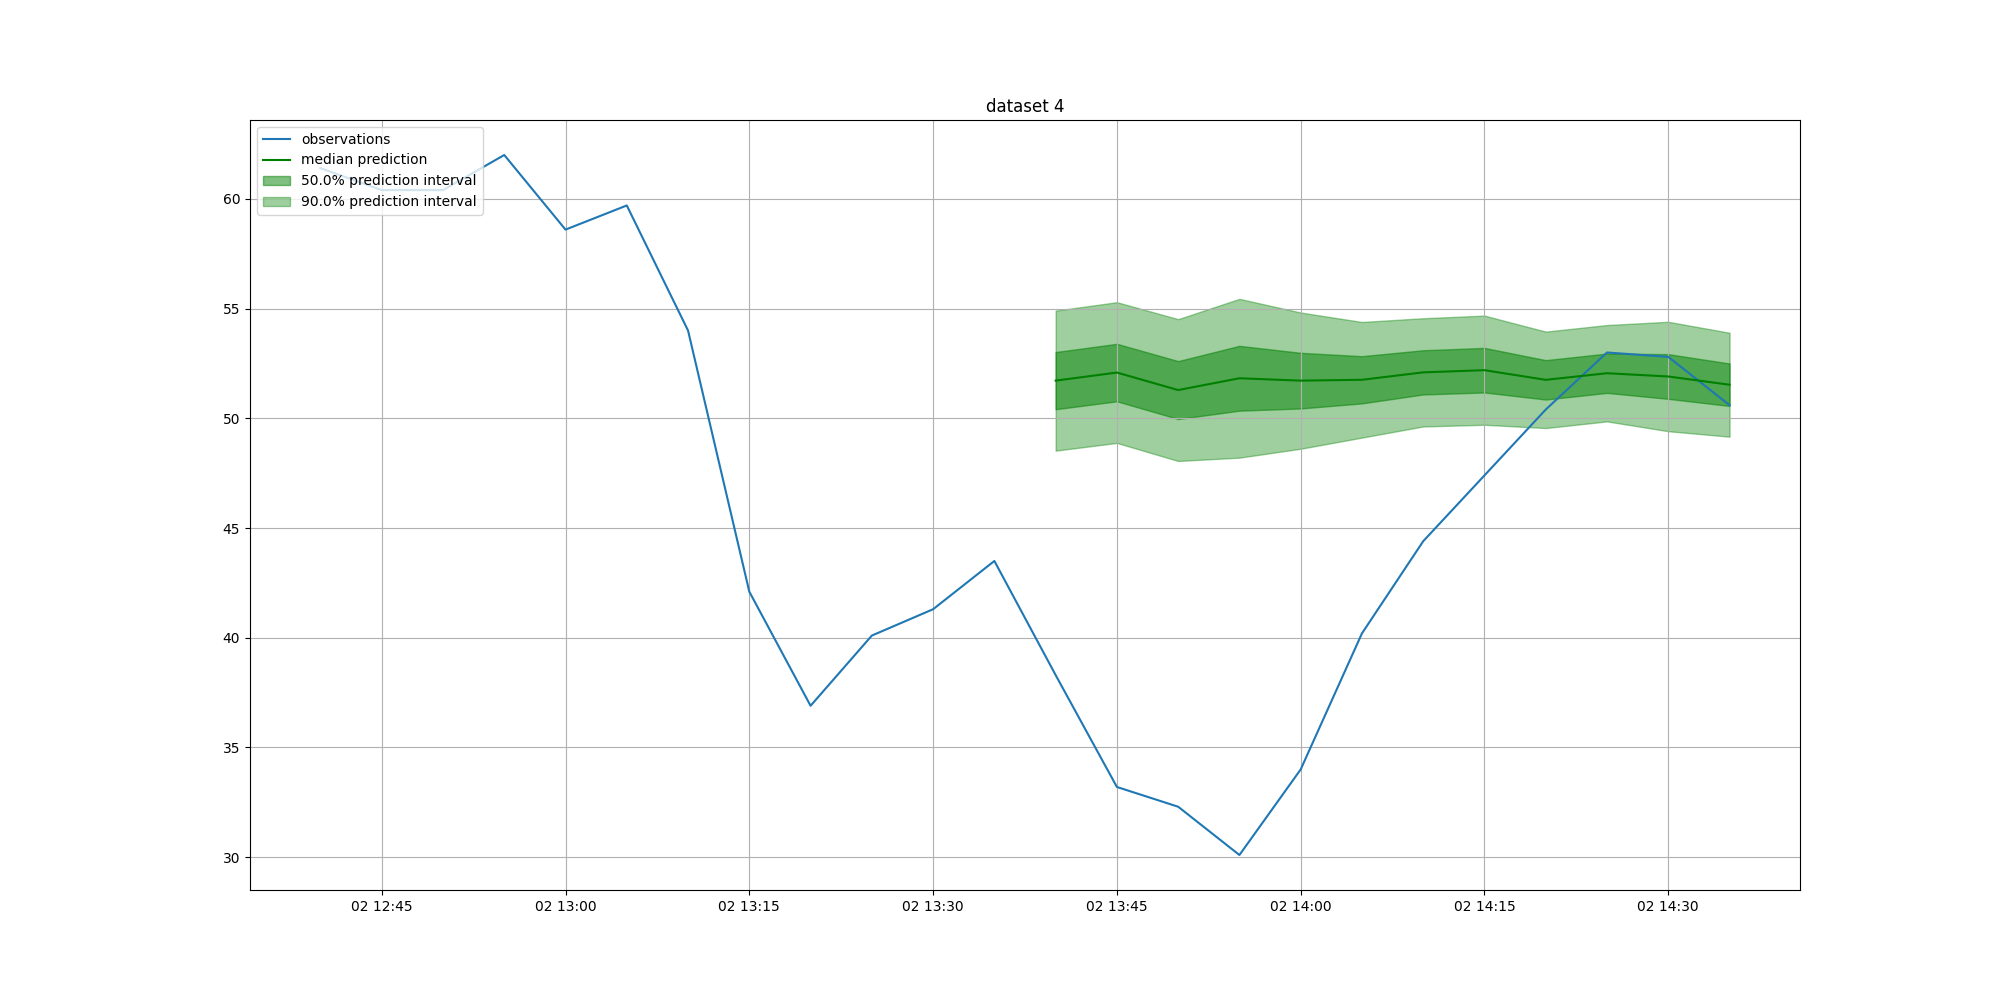 dataset 4
observations
median prediction
50.0% prediction interval
90.0% prediction interval
60
55
50
45
40
35
30
02 12:45 02 13:00 02 13:15 02 13:30 02 13:45 02 14:00 02 14:15 02 14:30